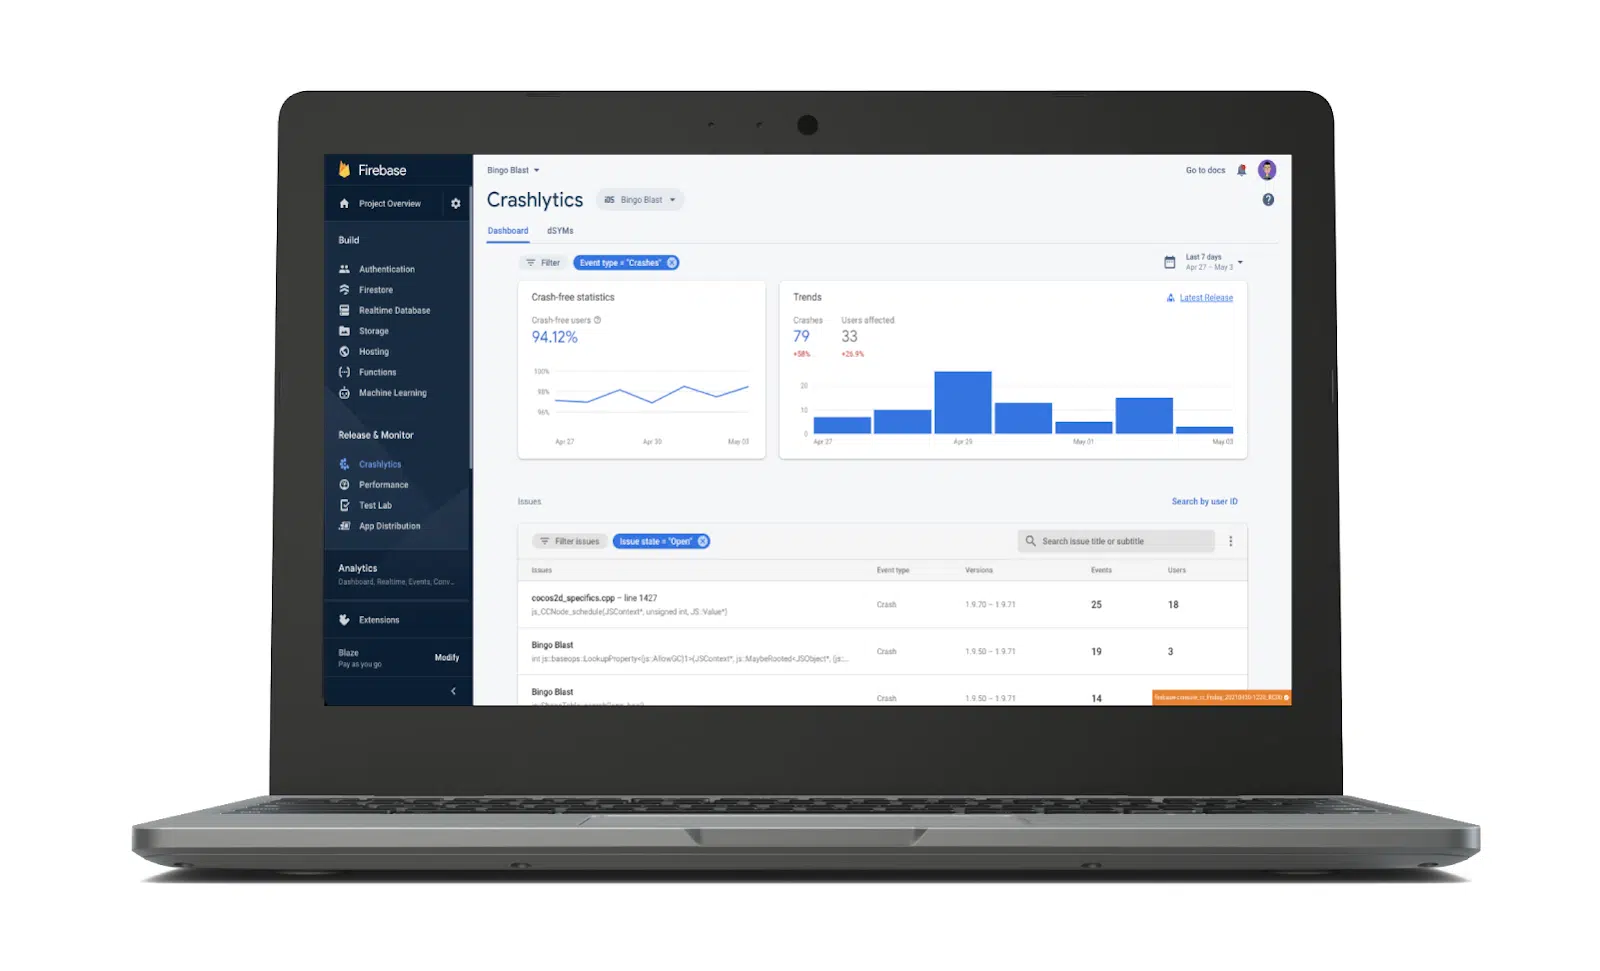 Firebase
Project Overview
Build
Authentication
Firestore
Realtime Database
Storage
Hosting
Functions
Machine Learning
Release & Monitor
Crashlytics
Performance
Test Lab
App Distribution
Analytics
Dashboard, Realtime, Events, Conv...
Extensions
Blaze
Pay as you go
Modify
Bingo Blast
Go to docs
Crashlytics
iOS Bingo Blast
Dashboard dSYMs
Filter
Event type = "Crashes"
Last 7 days
Apr 27 – May 3
Crash-free statistics
Crash-free users
94.12%
100%
98%
96%
Apr 27 Apr 30 May 03
Trends
Latest Release
Crashes Users affected
79 33
+58% +26.9%
20
10
0
Apr 27 Apr 29 May 01 May 03
Issues
Search by user ID
Filter issues
Issue state = "Open"
Search issue title or subtitle
Issues Event type Versions Events Users
cocos2d_specifics.cpp – line 1427
js_CCNode_schedule(JSContext*, unsigned int, JS::Value*)
Crash 1.9.70 – 1.9.71 25 18
Bingo Blast
int js::baseops::LookupProperty<(js::AllowGC)1>(JSContext*, js::MaybeRooted<JSObject*, (js:...
Crash 1.9.50 – 1.9.71 19 3
Bingo Blast
Crash 1.9.50 – 1.9.71 14